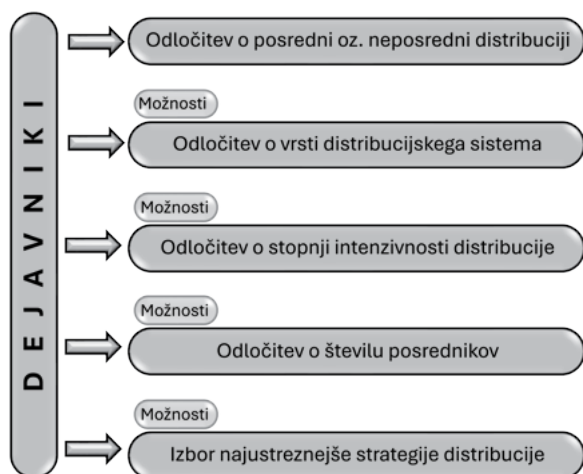 DEJAVNIKI
Odločitev o posredni oz. neposredni distribuciji
Možnosti
Odločitev o vrsti distribucijskega sistema
Možnosti
Odločitev o stopnji intenzivnosti distribucije
Možnosti
Odločitev o številu posrednikov
Možnosti
Izbor najustreznejše strategije distribucije